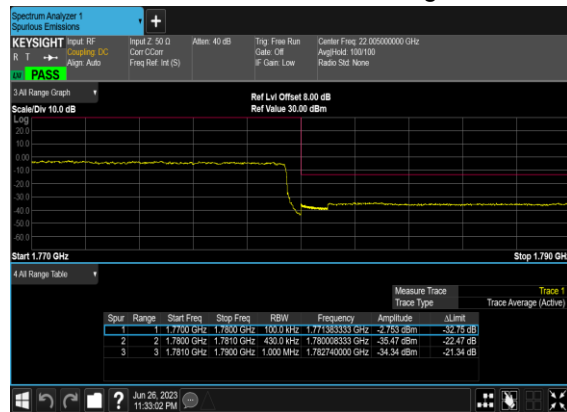 Spectrum Analyzer 1
Spurious Emissions
KEYSIGHT Input: RF Input Z: 50 Ω Atten: 40 dB Trig: Free Run Center Freq: 22.005000000 GHz
R T Coupling: DC Corr CCorr Gate: Off Avg|Hold: 100/100
Align: Auto Freq Ref: Int (S) IF Gain: Low Radio Std: None
LW PASS
3 All Range Graph
Ref Lvl Offset 8.00 dB
Scale/Div 10.0 dB Ref Value 30.00 dBm
Log
20.0
10.0
0.00
-10.0
-20.0
-30.0
-40.0
-50.0
-60.0
Start 1.770 GHz Stop 1.790 GH
4 All Range Table
Measure Trace Trace 1
Trace Type Trace Average (Active)
Spur Range Start Freq Stop Freq RBW Frequency Amplitude ΔLimit
1 1 1.7700 GHz 1.7800 GHz 100.0 kHz 1.771383333 GHz -2.753 dBm -32.75 dB
2 2 1.7800 GHz 1.7810 GHz 430.0 kHz 1.780008333 GHz -35.47 dBm -22.47 dB
3 3 1.7810 GHz 1.7900 GHz 1.000 MHz 1.782740000 GHz -34.34 dBm -21.34 dB
Jun 26, 2023
11:33:02 PM